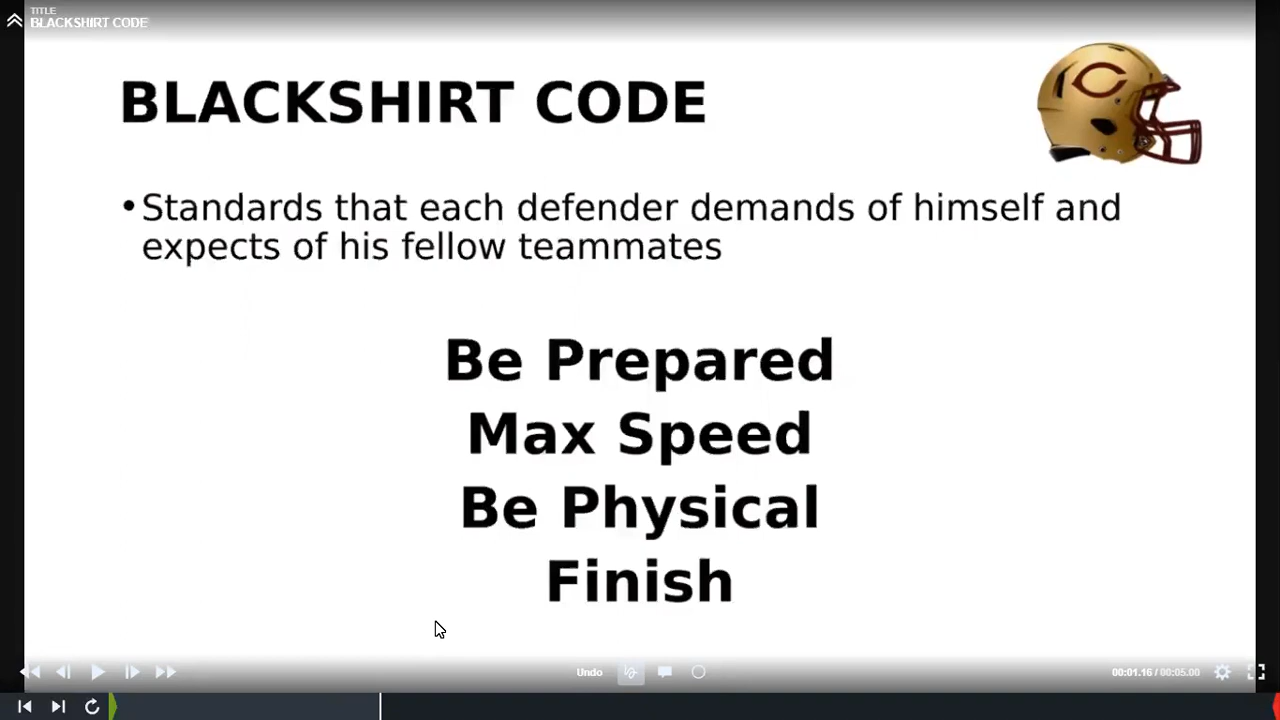 TITLE
BLACKSHIRT CODE
BLACKSHIRT CODE
C
• Standards that each defender demands of himself and
expects of his fellow teammates
Be Prepared
Max Speed
Be Physical
Finish
Undo
00:01.16 / 00:05.00